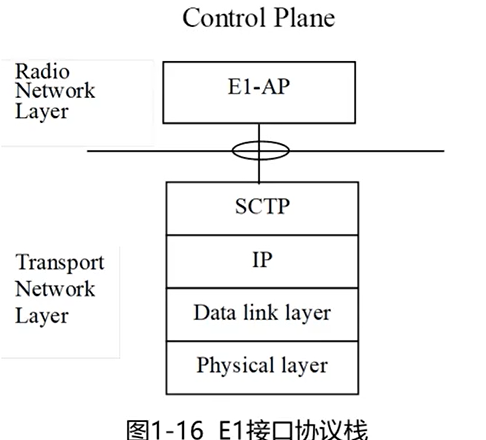 Control Plane
Radio
Network
Layer
E1-AP
SCTP
IP
Transport
Network
Layer
Data link layer
Physical layer
图1-16 E1接口协议栈